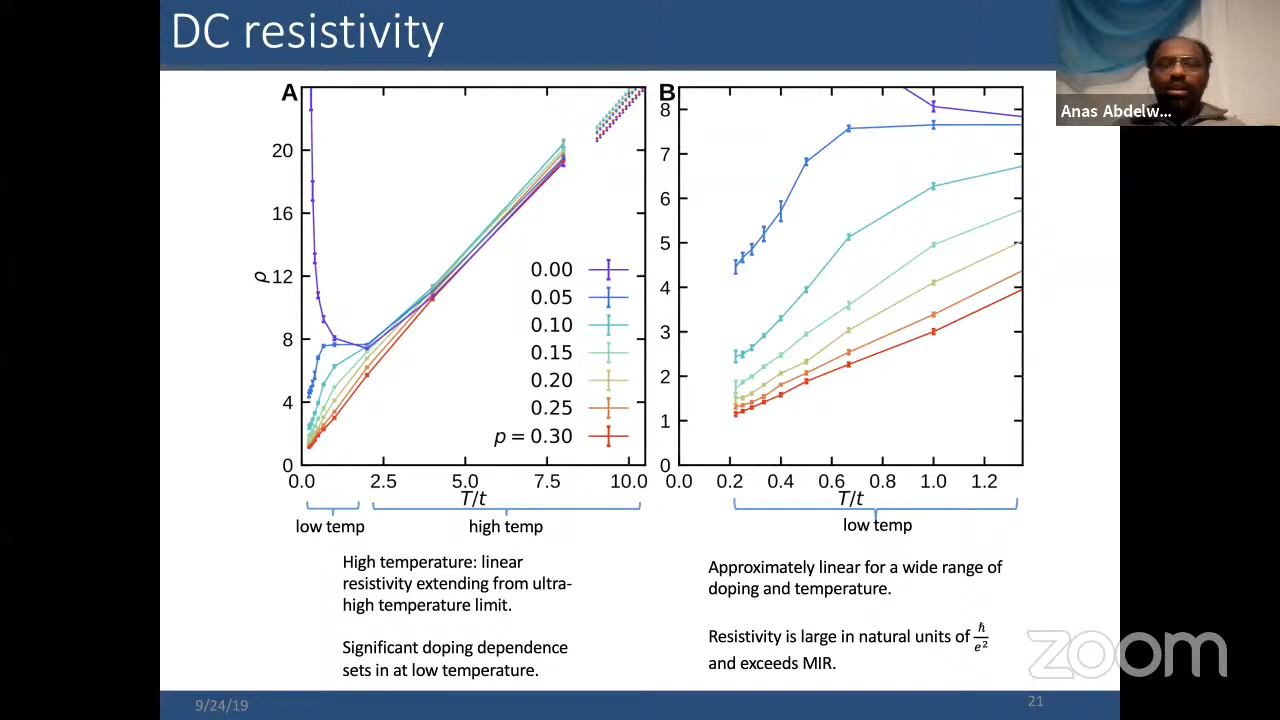 DC resistivity
Anas Abdelw...
A
20
16
12
8
4
0
ρ
0.00
0.05
0.10
0.15
0.20
0.25
p = 0.30
0.0 2.5 5.0 7.5 10.0
T/t
low temp
high temp
B
8
7
6
5
4
3
2
1
0
0.0 0.2 0.4 0.6 0.8 1.0 1.2
T/t
low temp
High temperature: linear
resistivity extending from ultra-
high temperature limit.
Significant doping dependence
sets in at low temperature.
Approximately linear for a wide range of
doping and temperature.
Resistivity is large in natural units of ħ/e²
and exceeds MIR.
zoom
9/24/19
21